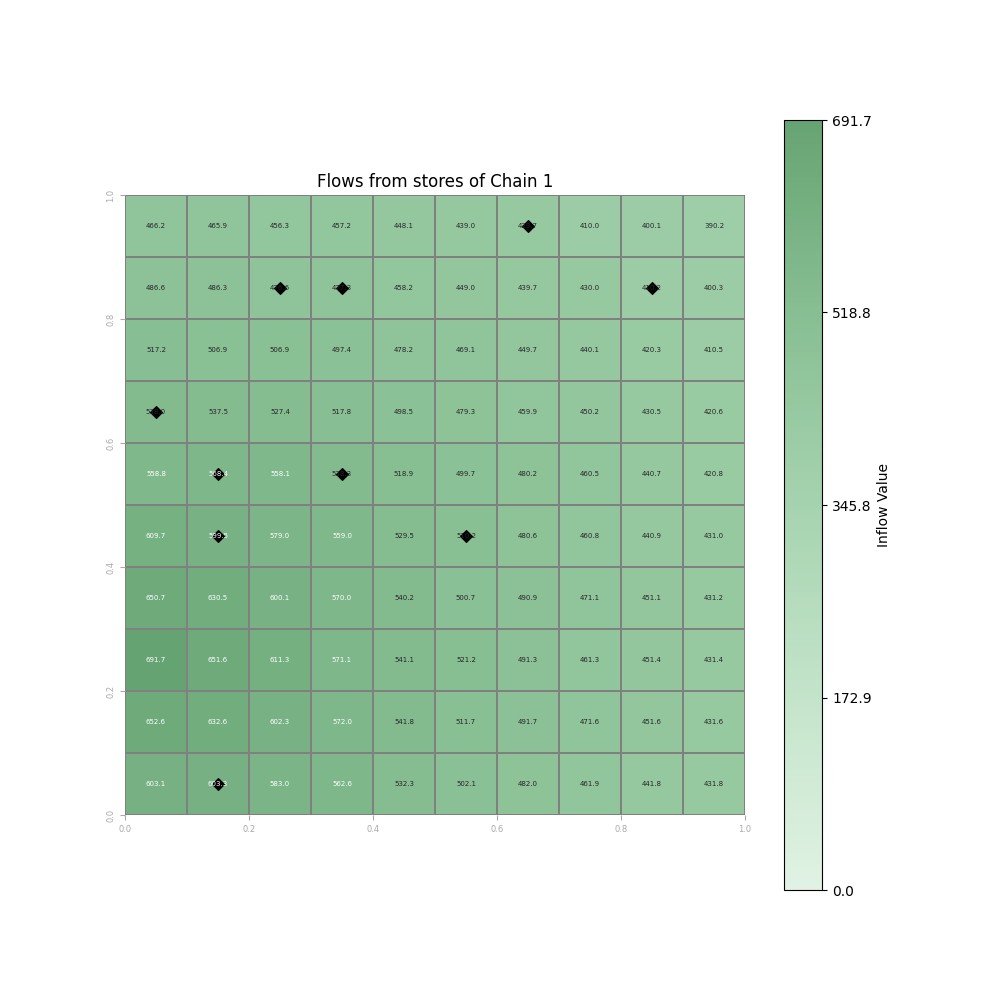 Flows from stores of Chain 1
1.0
466.2 465.9 456.3 457.2 448.1 439.0 410.0 400.1 390.2
486.6 486.3 458.2 449.0 439.7 430.0 400.3
0.8
517.2 506.9 506.9 497.4 478.2 469.1 449.7 440.1 420.3 410.5
537.5 527.4 517.8 498.5 479.3 459.9 450.2 430.5 420.6
0.6
558.8 558.1 518.9 499.7 480.2 460.5 440.7 420.8
609.7 579.0 559.0 529.5 480.6 460.8 440.9 431.0
0.4
650.7 630.5 600.1 570.0 540.2 500.7 490.9 471.1 451.1 431.2
691.7 651.6 611.3 571.1 541.1 521.2 491.3 461.3 451.4 431.4
0.2
652.6 632.6 602.3 572.0 541.8 511.7 491.7 471.6 451.6 431.6
603.1 583.0 562.6 532.3 502.1 482.0 461.9 441.8 431.8
0.0
0.0 0.2 0.4 0.6 0.8 1.0
691.7
518.8
345.8
172.9
0.0
Inflow Value